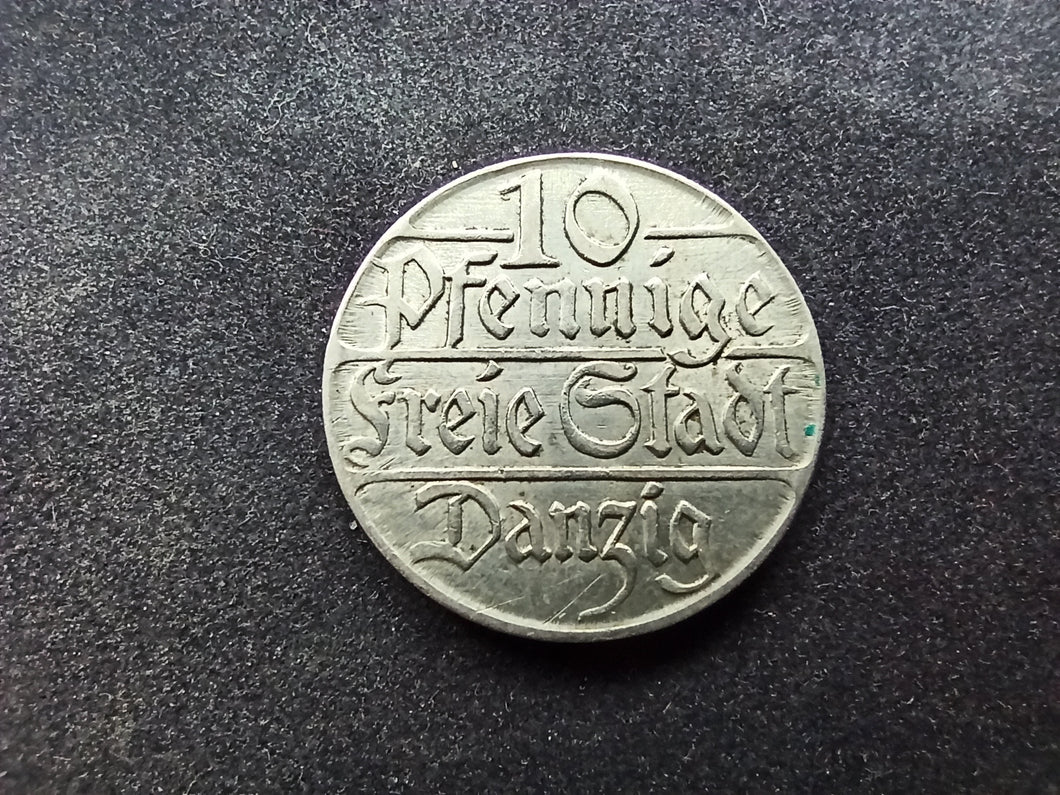 10
Pfennige
Freie Stadt
Danzig